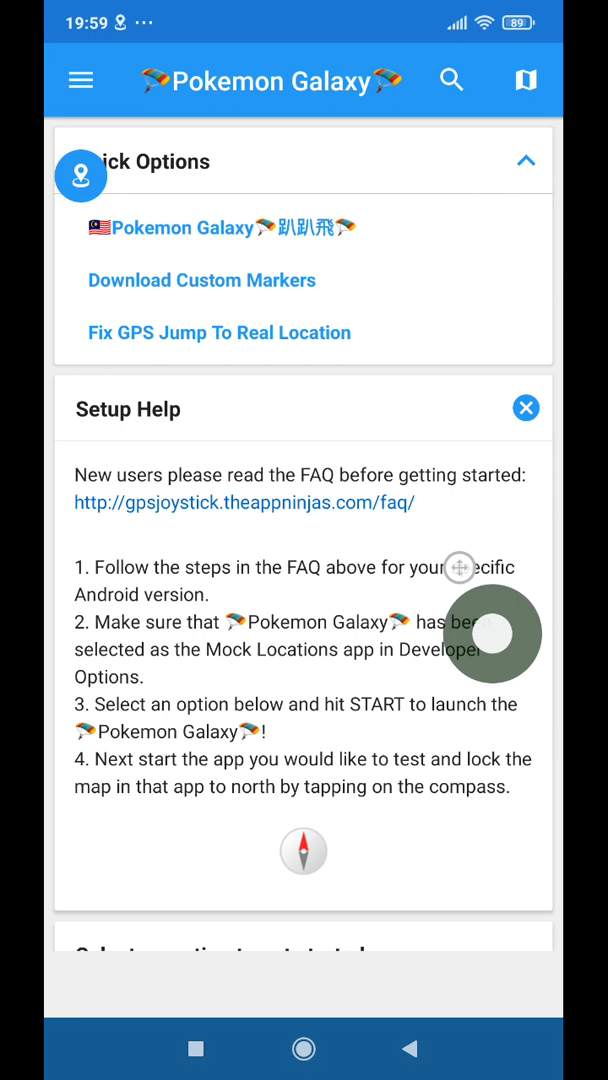 19:59
89
🪂Pokemon Galaxy🪂
ick Options
🇲🇾Pokemon Galaxy🪂趴趴飛🪂
Download Custom Markers
Fix GPS Jump To Real Location
Setup Help
New users please read the FAQ before getting started:
http://gpsjoystick.theappninjas.com/faq/
1. Follow the steps in the FAQ above for your ecific
Android version.
2. Make sure that 🪂Pokemon Galaxy🪂 has been
selected as the Mock Locations app in Developer
Options.
3. Select an option below and hit START to launch the
🪂Pokemon Galaxy🪂!
4. Next start the app you would like to test and lock the
map in that app to north by tapping on the compass.